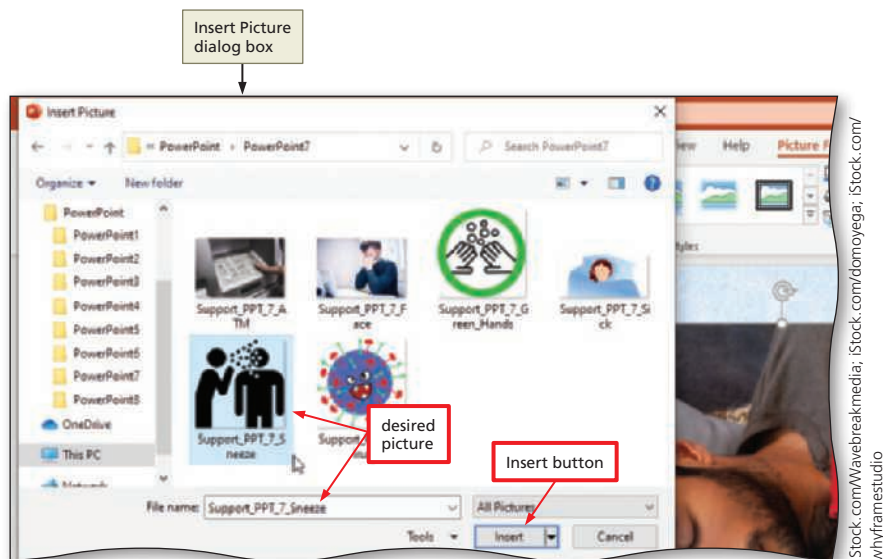 Insert Picture
dialog box
Insert Picture
PowerPoint
PowerPoint7
Search PowerPoint7
Help
Picture F
Organize
New folder
PowerPoint
PowerPoint1
PowerPoint2
PowerPoint3
PowerPoint4
PowerPoint5
PowerPoint6
PowerPoint7
PowerPoint8
OneDrive
This PC
Network
Support_PPT_7_A
TM
Support_PPT_7_F
ace
Support_PPT_7_G
reen_Hands
Support_PPT_7_Si
ck
Support_PPT_7_S
neeze
desired
picture
Insert button
File name:
Support_PPT_7_Sneeze
All Pictures
Tools
Insert
Cancel
Stock.com/Wavebreakmedia; iStock.com/domoyega; iStock.com/
whyframestudio